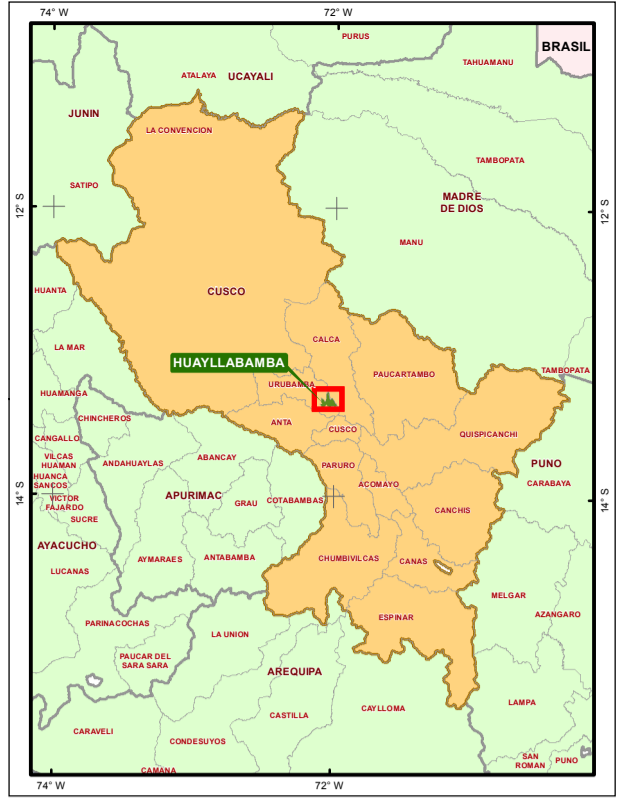 74° W
72° W
PURUS
BRASIL
TAHUAMANU
ATALAYA
UCAYALI
JUNIN
LA CONVENCION
TAMBOPATA
SATIPO
MADRE
DE DIOS
12° S
12° S
MANU
HUANTA
CUSCO
CALCA
LA MAR
HUAYLLABAMBA
PAUCARTAMBO
TAMBOPATA
URUBAMBA
HUAMANGA
CHINCHEROS
ANTA
CUSCO
QUISPICANCHI
CANGALLO
VILCAS
HUAMAN
ANDAHUAYLAS
ABANCAY
PARURO
PUNO
HUANCA
SANCOS
ACOMAYO
CARABAYA
APURIMAC
GRAU
COTABAMBAS
14° S
14° S
VICTOR
FAJARDO
CANCHIS
SUCRE
AYACUCHO
AYMARAES
ANTABAMBA
CHUMBIVILCAS
CANAS
LUCANAS
MELGAR
AZANGARO
PARINACOCHAS
ESPINAR
LA UNION
PAUCAR DEL
SARA SARA
AREQUIPA
LAMPA
CASTILLA
CAYLLOMA
CARAVELI
CONDESUYOS
SAN
ROMAN
PUNO
CAMANA
74° W
72° W